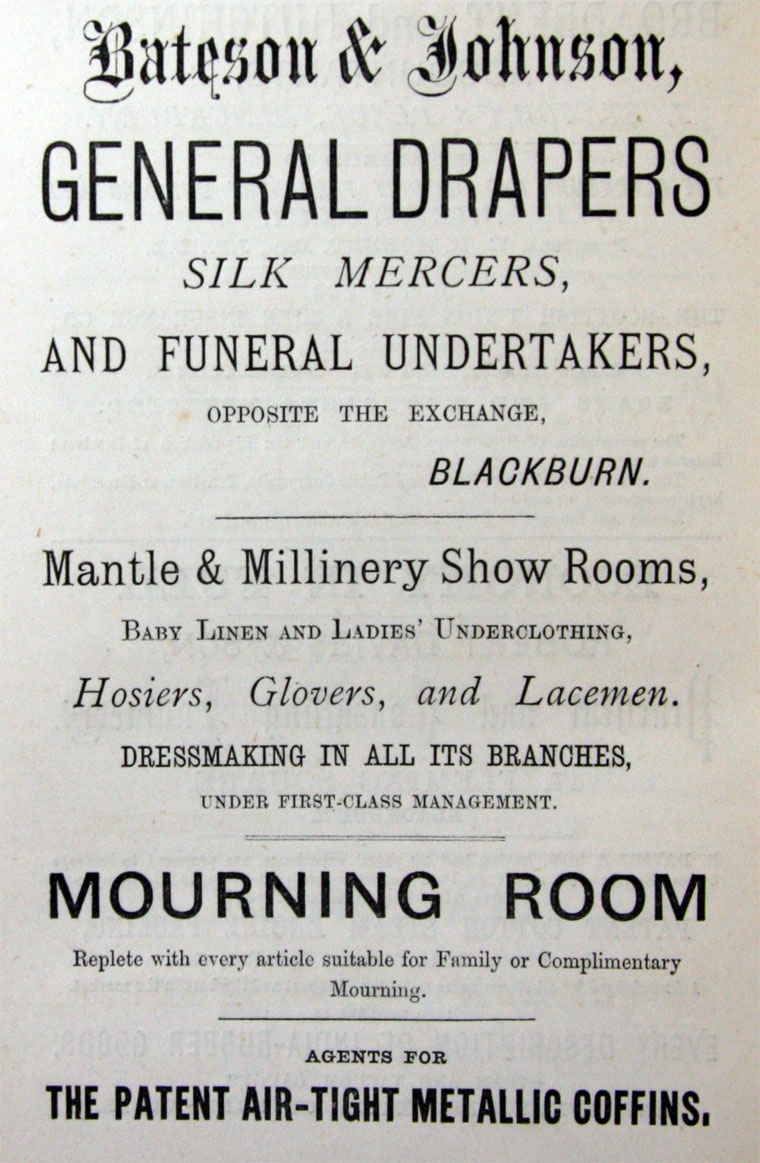 Bateson & Johnson,
GENERAL DRAPERS
SILK MERCERS,
AND FUNERAL UNDERTAKERS,
OPPOSITE THE EXCHANGE,
BLACKBURN.
Mantle & Millinery Show Rooms,
BABY LINEN AND LADIES' UNDERCLOTHING,
Hosiers, Glovers, and Lacemen.
DRESSMAKING IN ALL ITS BRANCHES,
UNDER FIRST-CLASS MANAGEMENT.
MOURNING ROOM
Replete with every article suitable for Family or Complimentary
Mourning.
AGENTS FOR
THE PATENT AIR-TIGHT METALLIC COFFINS.